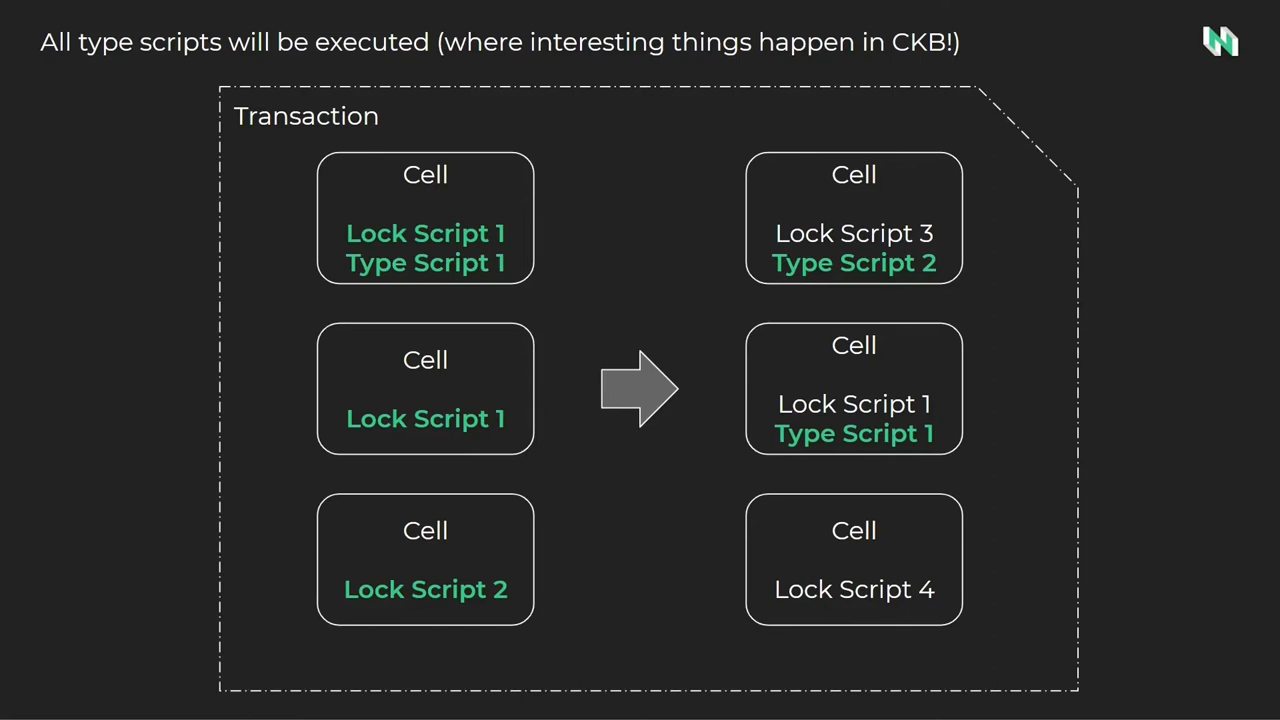 All type scripts will be executed (where interesting things happen in CKB!)
Transaction
Cell
Lock Script 1
Type Script 1
Cell
Lock Script 3
Type Script 2
Cell
Lock Script 1
Cell
Lock Script 1
Type Script 1
Cell
Lock Script 2
Cell
Lock Script 4